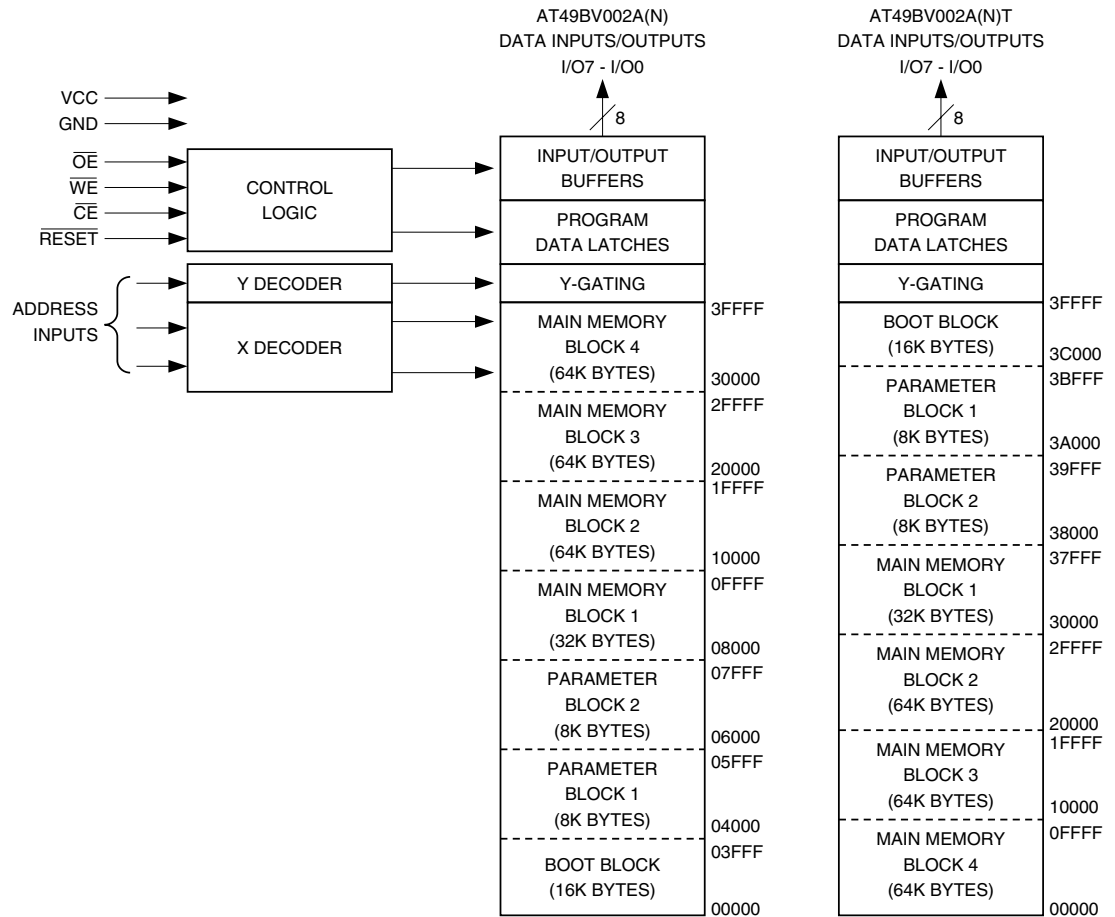 AT49BV002A(N)
DATA INPUTS/OUTPUTS
I/O7 - I/O0
8
AT49BV002A(N)T
DATA INPUTS/OUTPUTS
I/O7 - I/O0
8
VCC
GND
OE
WE
CE
RESET
CONTROL
LOGIC
ADDRESS
INPUTS
Y DECODER
X DECODER
INPUT/OUTPUT
BUFFERS
PROGRAM
DATA LATCHES
Y-GATING
3FFFF
MAIN MEMORY
BLOCK 4
(64K BYTES)
30000
2FFFF
MAIN MEMORY
BLOCK 3
(64K BYTES)
20000
1FFFF
MAIN MEMORY
BLOCK 2
(64K BYTES)
10000
0FFFF
MAIN MEMORY
BLOCK 1
(32K BYTES)
08000
07FFF
PARAMETER
BLOCK 2
(8K BYTES)
06000
05FFF
PARAMETER
BLOCK 1
(8K BYTES)
04000
03FFF
BOOT BLOCK
(16K BYTES)
00000
INPUT/OUTPUT
BUFFERS
PROGRAM
DATA LATCHES
Y-GATING
3FFFF
BOOT BLOCK
(16K BYTES)
3C000
3BFFF
PARAMETER
BLOCK 1
(8K BYTES)
3A000
39FFF
PARAMETER
BLOCK 2
(8K BYTES)
38000
37FFF
MAIN MEMORY
BLOCK 1
(32K BYTES)
30000
2FFFF
MAIN MEMORY
BLOCK 2
(64K BYTES)
20000
1FFFF
MAIN MEMORY
BLOCK 3
(64K BYTES)
10000
0FFFF
MAIN MEMORY
BLOCK 4
(64K BYTES)
00000